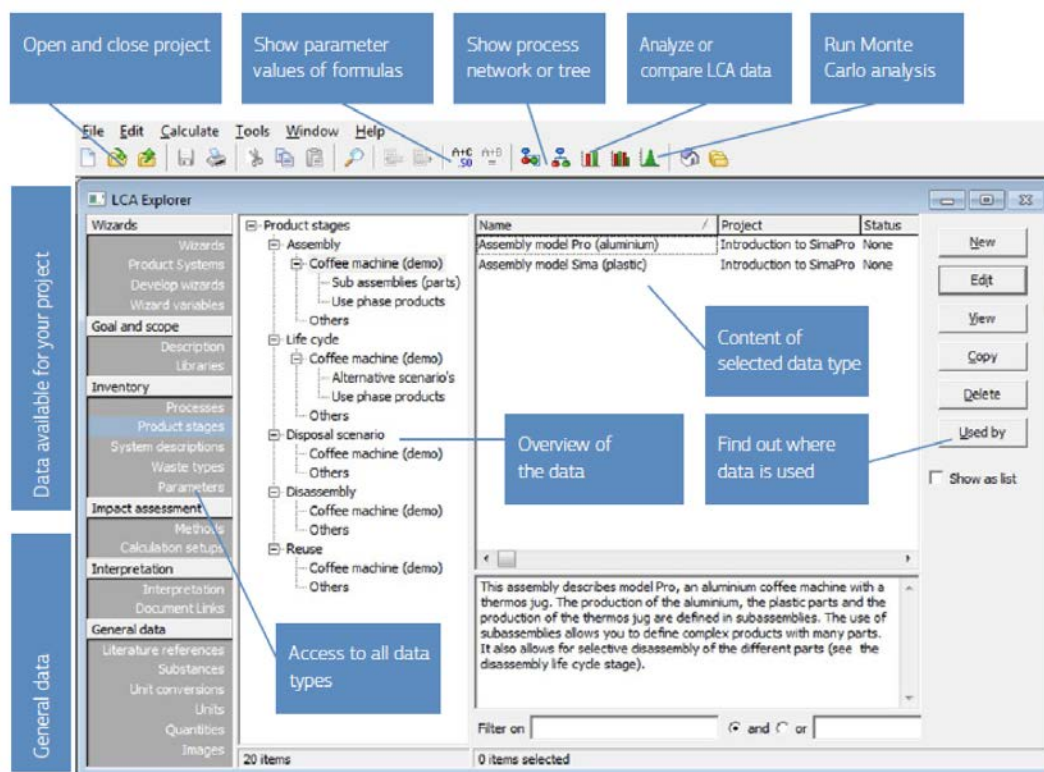 Open and close project
Show parameter
values of formulas
Show process
network or tree
Analyze or
compare LCA data
Run Monte
Carlo analysis
File Edit Calculate Tools Window Help
A+C
.50
A+B
=
Data available for your project
General data
LCA Explorer
Wizards
Wizards
Product Systems
Develop wizards
Wizard variables
Goal and scope
Description
Libraries
Inventory
Processes
Product stages
System descriptions
Waste types
Parameters
Impact assessment
Methods
Calculation setups
Interpretation
Interpretation
Document Links
General data
Literature references
Substances
Unit conversions
Units
Quantities
Images
Product stages
Assembly
Coffee machine (demo)
Sub assemblies (parts)
Use phase products
Others
Life cycle
Coffee machine (demo)
Alternative scenario's
Use phase products
Others
Disposal scenario
Coffee machine (demo)
Others
Disassembly
Coffee machine (demo)
Others
Reuse
Coffee machine (demo)
Others
20 items
Access to all data
types
Overview of
the data
Name / Project Status
Assembly model Pro (aluminium) Introduction to SimaPro None
Assembly model Sima (plastic) Introduction to SimaPro None
Content of
selected data type
Find out where
data is used
This assembly describes model Pro, an aluminium coffee machine with a
thermos jug. The production of the aluminium, the plastic parts and the
production of the thermos jug are defined in subassemblies. The use of
subassemblies allows you to define complex products with many parts.
It also allows for selective disassembly of the different parts (see the
disassembly life cycle stage).
Filter on and or
0 items selected
New
Edit
View
Copy
Delete
Used by
Show as list